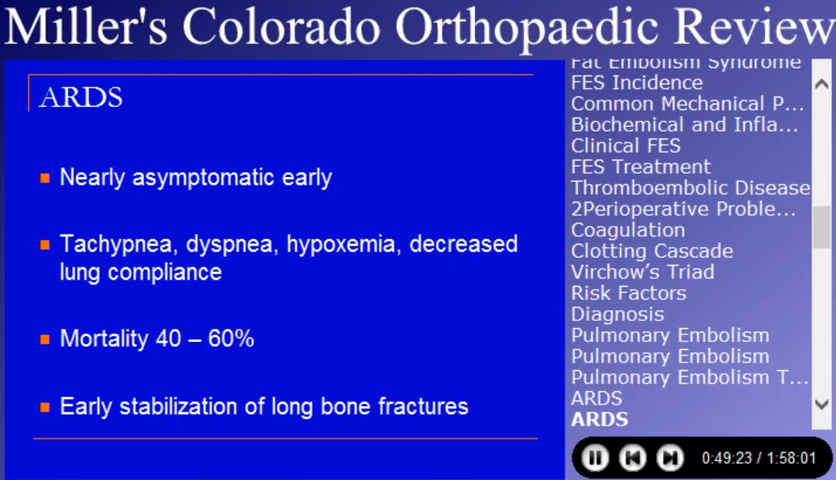 Miller's Colorado Orthopaedic Review
ARDS
Nearly asymptomatic early
Tachypnea, dyspnea, hypoxemia, decreased
lung compliance
Mortality 40 – 60%
Early stabilization of long bone fractures
Fat Embolism Syndrome
FES Incidence
Common Mechanical P...
Biochemical and Infla...
Clinical FES
FES Treatment
Thromboembolic Disease
2Perioperative Proble...
Coagulation
Clotting Cascade
Virchow’s Triad
Risk Factors
Diagnosis
Pulmonary Embolism
Pulmonary Embolism
Pulmonary Embolism T...
ARDS
ARDS
0:49:23 / 1:58:01